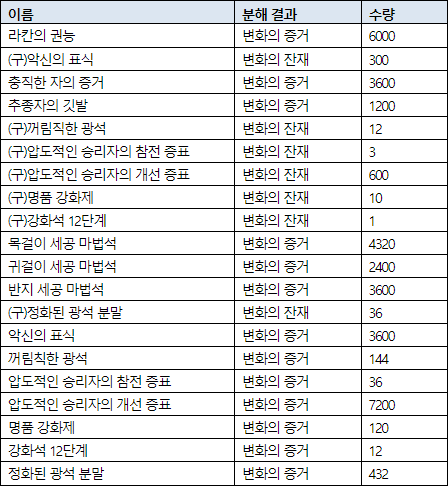 이름 분해 결과 수량
라칸의 권능 변화의 증거 6000
(구)악신의 표식 변화의 잔재 300
충직한 자의 증거 변화의 증거 3600
추종자의 깃발 변화의 증거 1200
(구)꺼림직한 광석 변화의 잔재 12
(구)압도적인 승리자의 참전 증표 변화의 잔재 3
(구)압도적인 승리자의 개선 증표 변화의 잔재 600
(구)명품 강화제 변화의 잔재 10
(구)강화석 12단계 변화의 잔재 1
목걸이 세공 마법석 변화의 증거 4320
귀걸이 세공 마법석 변화의 증거 2400
반지 세공 마법석 변화의 증거 3600
(구)정화된 광석 분말 변화의 잔재 36
악신의 표식 변화의 증거 3600
꺼림칙한 광석 변화의 증거 144
압도적인 승리자의 참전 증표 변화의 증거 36
압도적인 승리자의 개선 증표 변화의 증거 7200
명품 강화제 변화의 증거 120
강화석 12단계 변화의 증거 12
정화된 광석 분말 변화의 증거 432